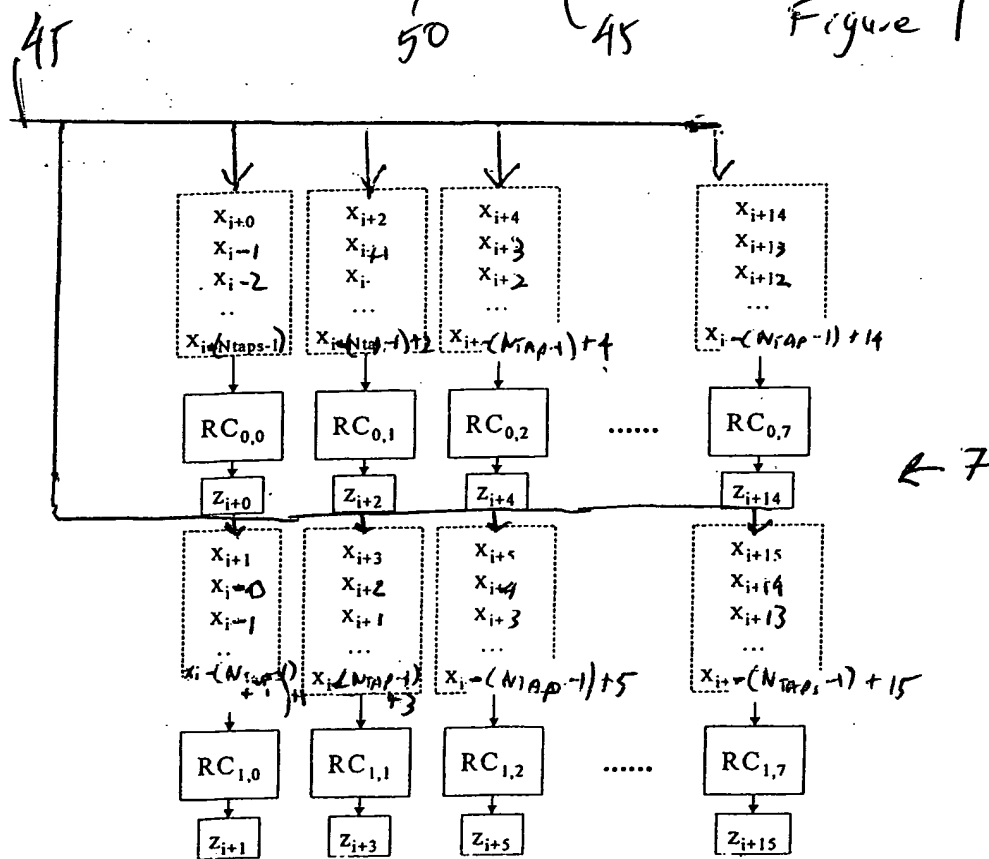 45 50 45 Figure 1
x_{i+0} x_{i+2} x_{i+4} x_{i+14}
x_{i-1} x_{i+1} x_{i+3} x_{i+13}
x_{i-2} x_{i} x_{i+2} x_{i+12}
.. ... ... ...
x_{i-(Ntaps-1)} x_{i-(Ntap-1)+2} x_{i+-(NTAP-1)+4} x_{i-(NTAP-1)+14}
RC_{0,0} RC_{0,1} RC_{0,2} ...... RC_{0,7}
← 7
z_{i+0} z_{i+2} z_{i+4} z_{i+14}
x_{i+1} x_{i+3} x_{i+5} x_{i+15}
x_{i-0} x_{i+2} x_{i+4} x_{i+14}
x_{i-1} x_{i+1} x_{i+3} x_{i+13}
.. ... ... ...
x_{i-(NTAP-1)+3} x_{i-(NTAP-1)+5} x_{i+-(NTAPS-1)+15}
RC_{1,0} RC_{1,1} RC_{1,2} ...... RC_{1,7}
z_{i+1} z_{i+3} z_{i+5} z_{i+15}